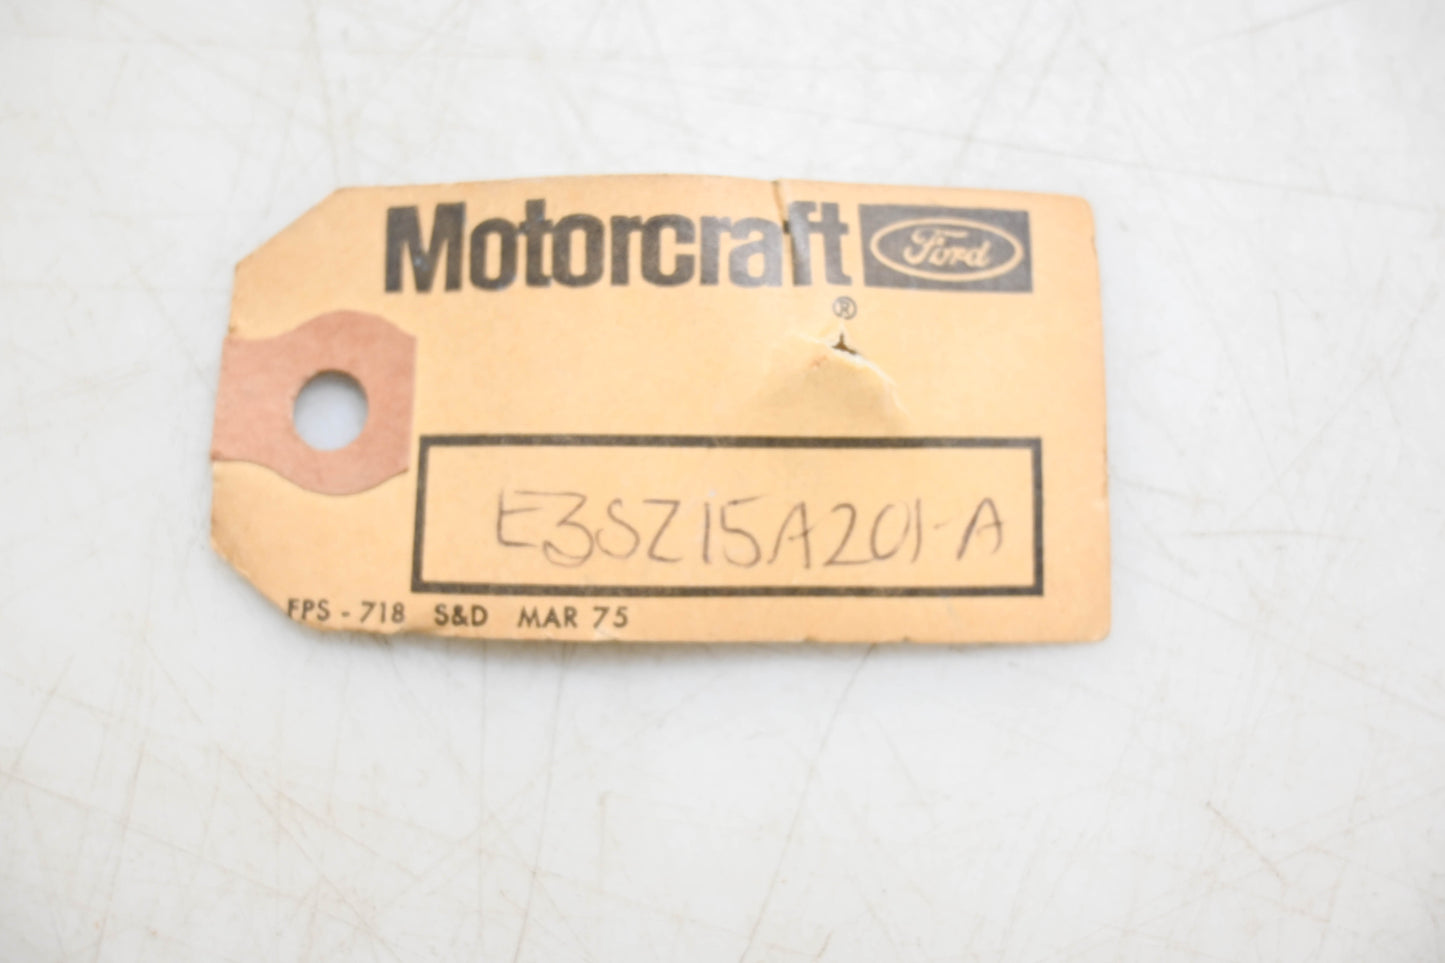 Motorcraft Ford
®
E3SZ15A201-A
FPS - 718 S&D MAR 75